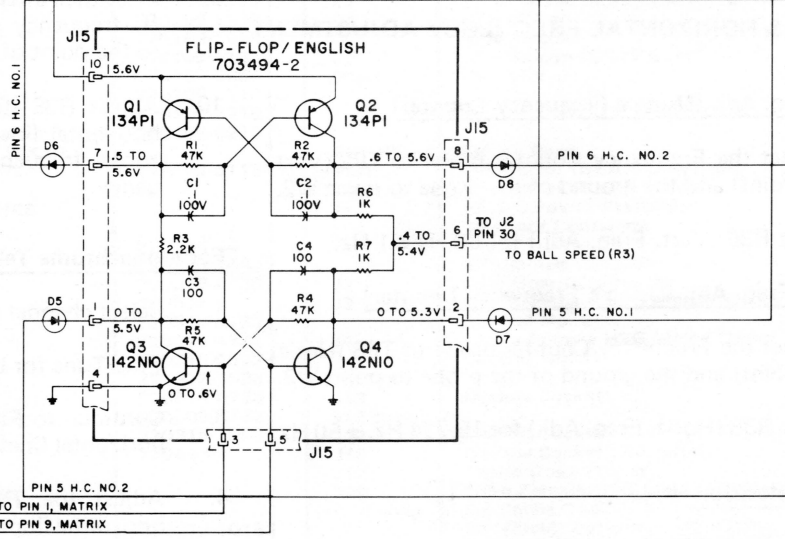 J15
FLIP-FLOP/ENGLISH
703494-2
10
5.6V
PIN 6 H.C. NO.1
Q1
134P1
Q2
134P1
J15
D6
7
.5 TO
5.6V
R1
47K
R2
47K
.6 TO 5.6V
8
PIN 6 H.C. NO.2
D8
C1
.1
100V
C2
.1
100V
R6
1K
R3
2.2K
C4
100
R7
1K
.4 TO
5.4V
6
TO J2
PIN 30
TO BALL SPEED (R3)
C3
100
D5
1
0 TO
5.5V
R5
47K
R4
47K
0 TO 5.3V
2
PIN 5 H.C. NO.1
D7
Q3
142N10
Q4
142N10
4
0 TO .6V
3
5
J15
PIN 5 H.C. NO.2
TO PIN 1, MATRIX
TO PIN 9, MATRIX